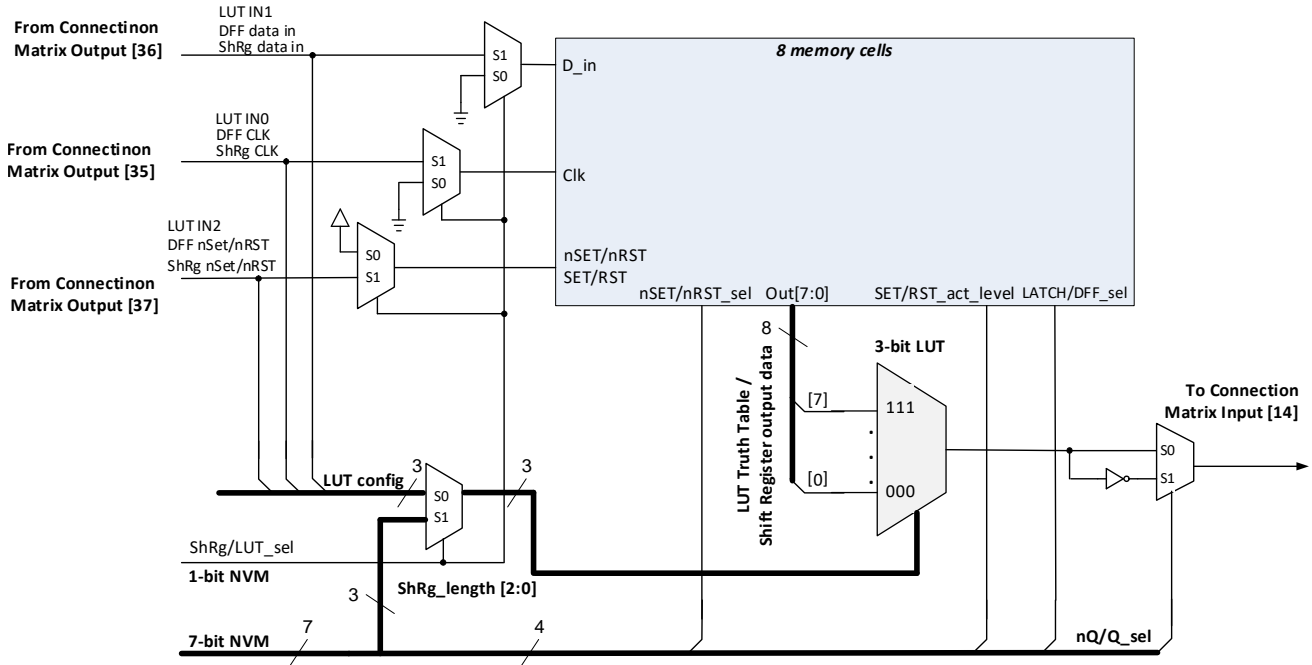 From Connectinon
Matrix Output [36]
LUT IN1
DFF data in
ShRg data in
S1
S0
D_in
8 memory cells
From Connectinon
Matrix Output [35]
LUT IN0
DFF CLK
ShRg CLK
S1
S0
Clk
From Connectinon
Matrix Output [37]
LUT IN2
DFF nSet/nRST
ShRg nSet/nRST
S0
S1
nSET/nRST
SET/RST
nSET/nRST_sel
Out[7:0]
SET/RST_act_level
LATCH/DFF_sel
8
3-bit LUT
LUT Truth Table /
Shift Register output data
[7]
111
[0]
000
To Connection
Matrix Input [14]
S0
S1
LUT config
3
S0
S1
3
ShRg/LUT_sel
1-bit NVM
ShRg_length [2:0]
3
7-bit NVM
7
4
nQ/Q_sel